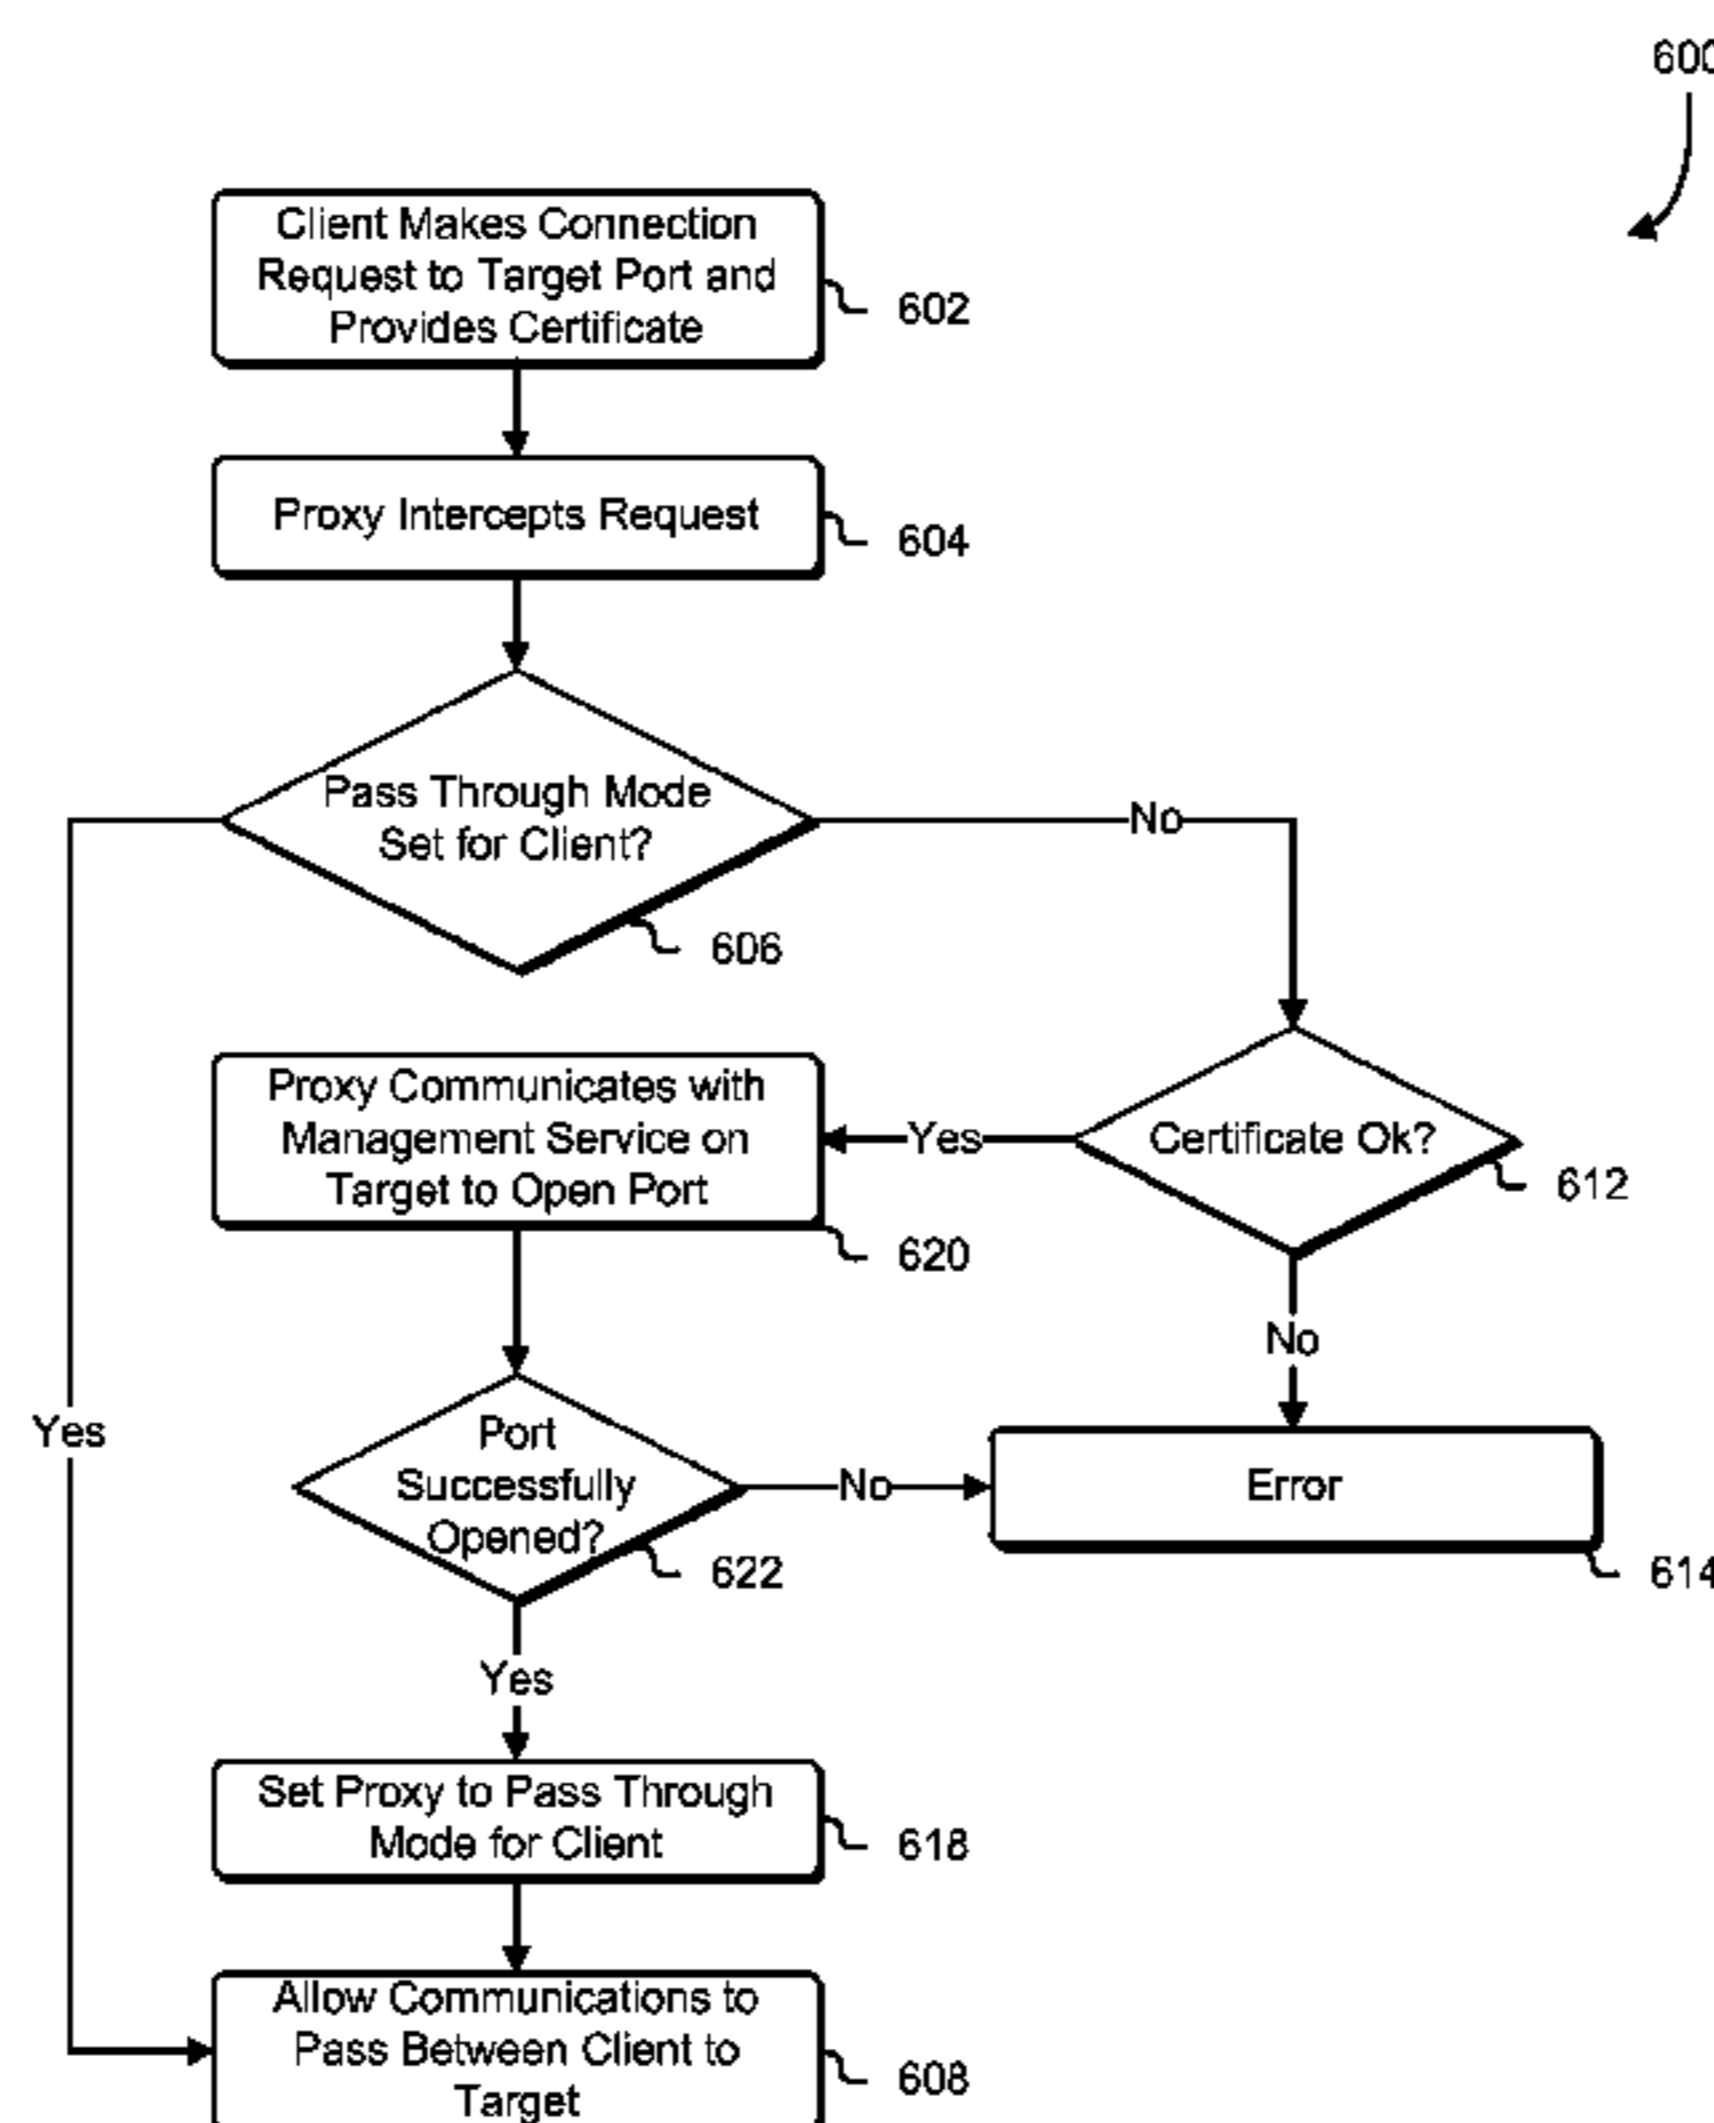 600
Client Makes Connection
Request to Target Port and
Provides Certificate
602
Proxy Intercepts Request
604
Pass Through Mode
Set for Client?
606
No
Proxy Communicates with
Management Service on
Target to Open Port
620
Yes
Certificate Ok?
612
No
Yes
Port
Successfully
Opened?
622
No
Error
614
Yes
Set Proxy to Pass Through
Mode for Client
618
Allow Communications to
Pass Between Client to
Target
608